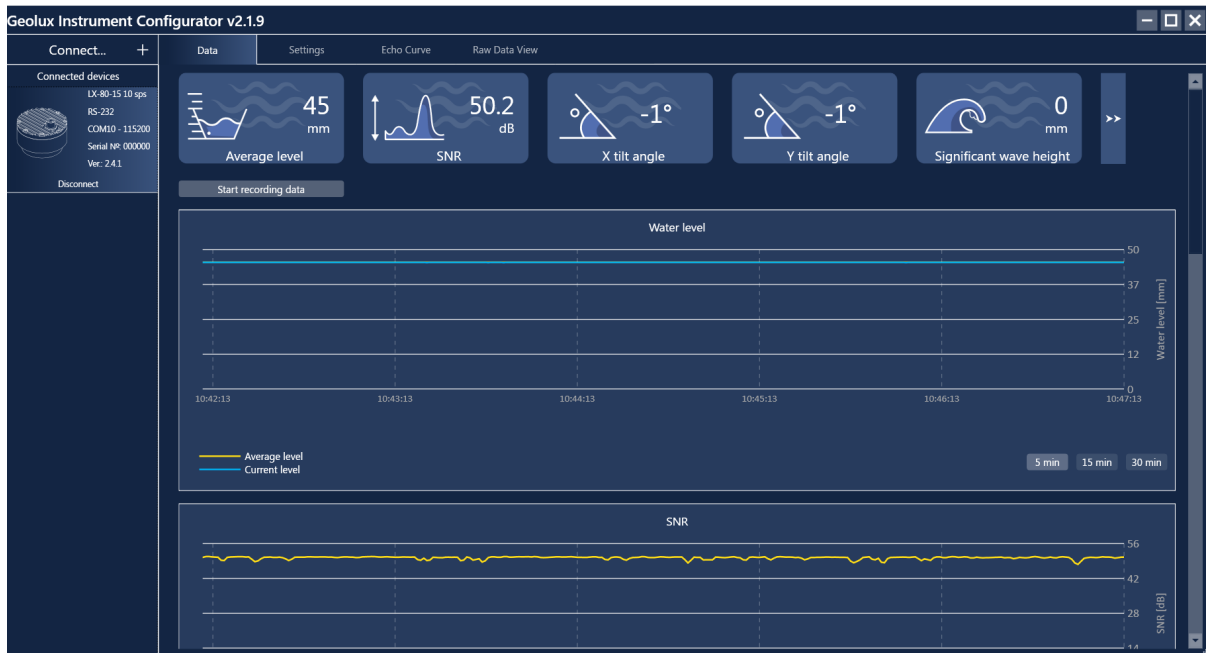 Geolux Instrument Configurator v2.1.9
Connect... +
Data Settings Echo Curve Raw Data View
Connected devices
LX-80-15 10 sps
RS-232
COM10 - 115200
Serial Nº: 000000
Ver.: 2.4.1
Disconnect
45
mm
Average level
50.2
dB
SNR
-1°
X tilt angle
-1°
Y tilt angle
0
mm
Significant wave height
Start recording data
Water level
50
37
25
12
0
Water level [mm]
10:42:13 10:43:13 10:44:13 10:45:13 10:46:13 10:47:13
Average level
Current level
5 min 15 min 30 min
SNR
56
42
28
14
SNR [dB]